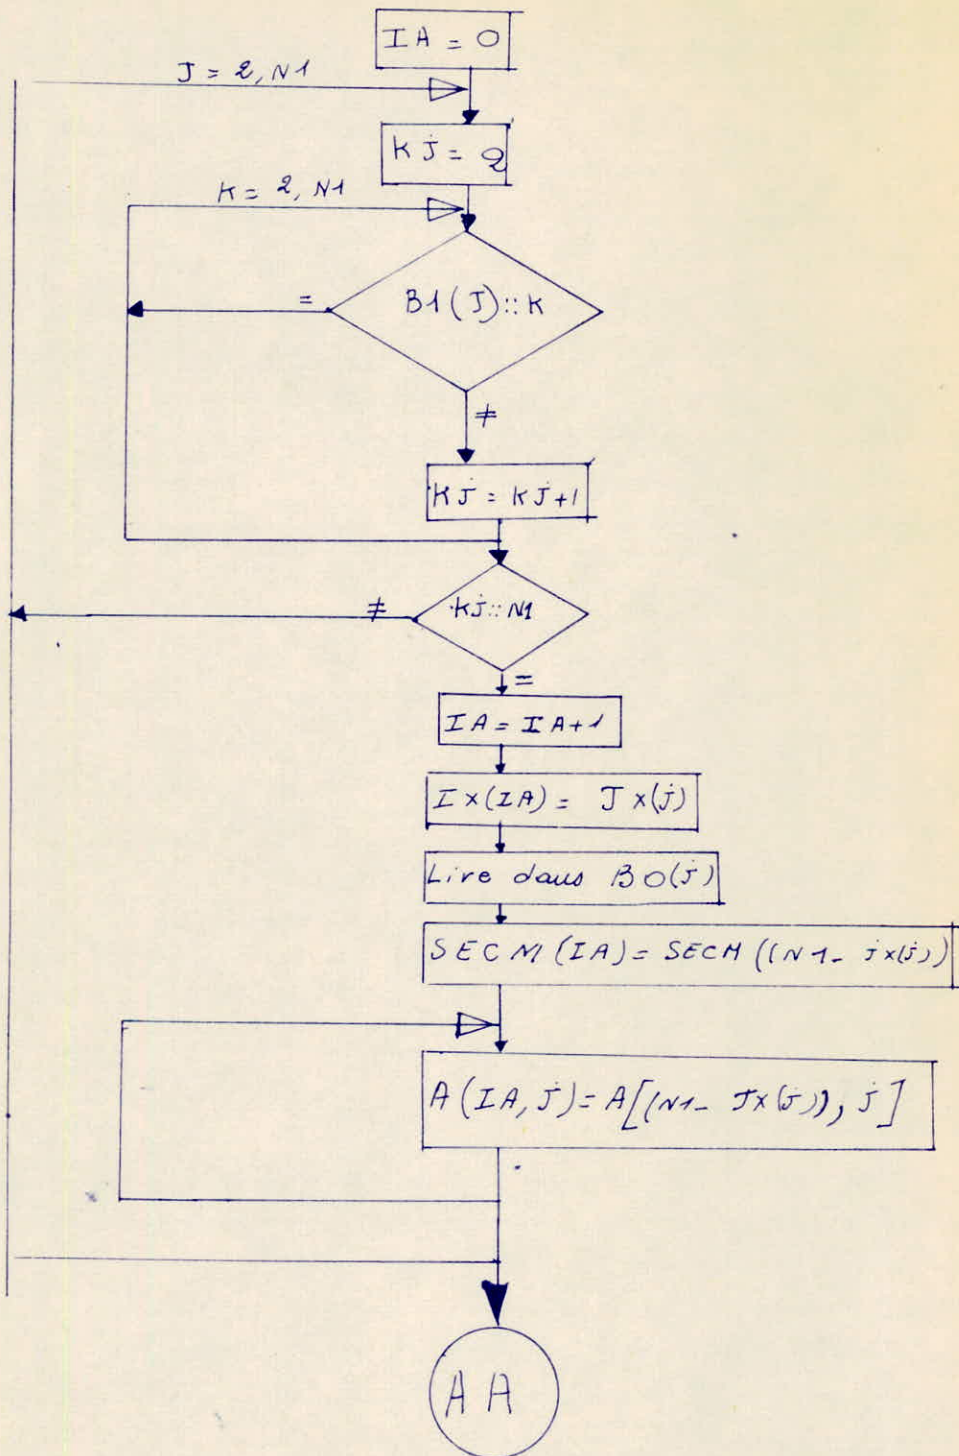 IA = 0
J = 2, N1
KJ = 2
K = 2, N1
B1(J)::K
=
≠
KJ = KJ+1
KJ::N1
≠
=
IA = IA+1
IX(IA) = JX(j)
Lire dans BO(j)
SECM(IA) = SECM((N1- jx(j))
A(IA,j) = A[(N1- JX(j)), j]
AA